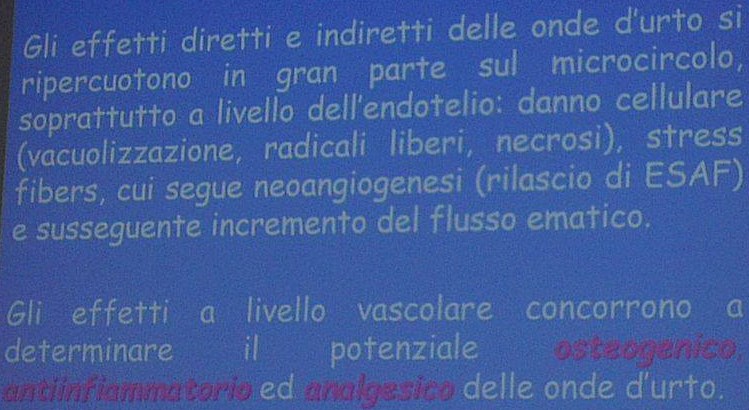 Gli effetti diretti e indiretti delle onde d'urto si
ripercuotono in gran parte sul microcircolo,
soprattutto a livello dell'endotelio: danno cellulare
(vacuolizzazione, radicali liberi, necrosi), stress
fibers, cui segue neoangiogenesi (rilascio di ESAF)
e susseguente incremento del flusso ematico.
Gli effetti a livello vascolare concorrono a
determinare il potenziale osteogenico,
antiinfiammatorio ed analgesico delle onde d'urto.